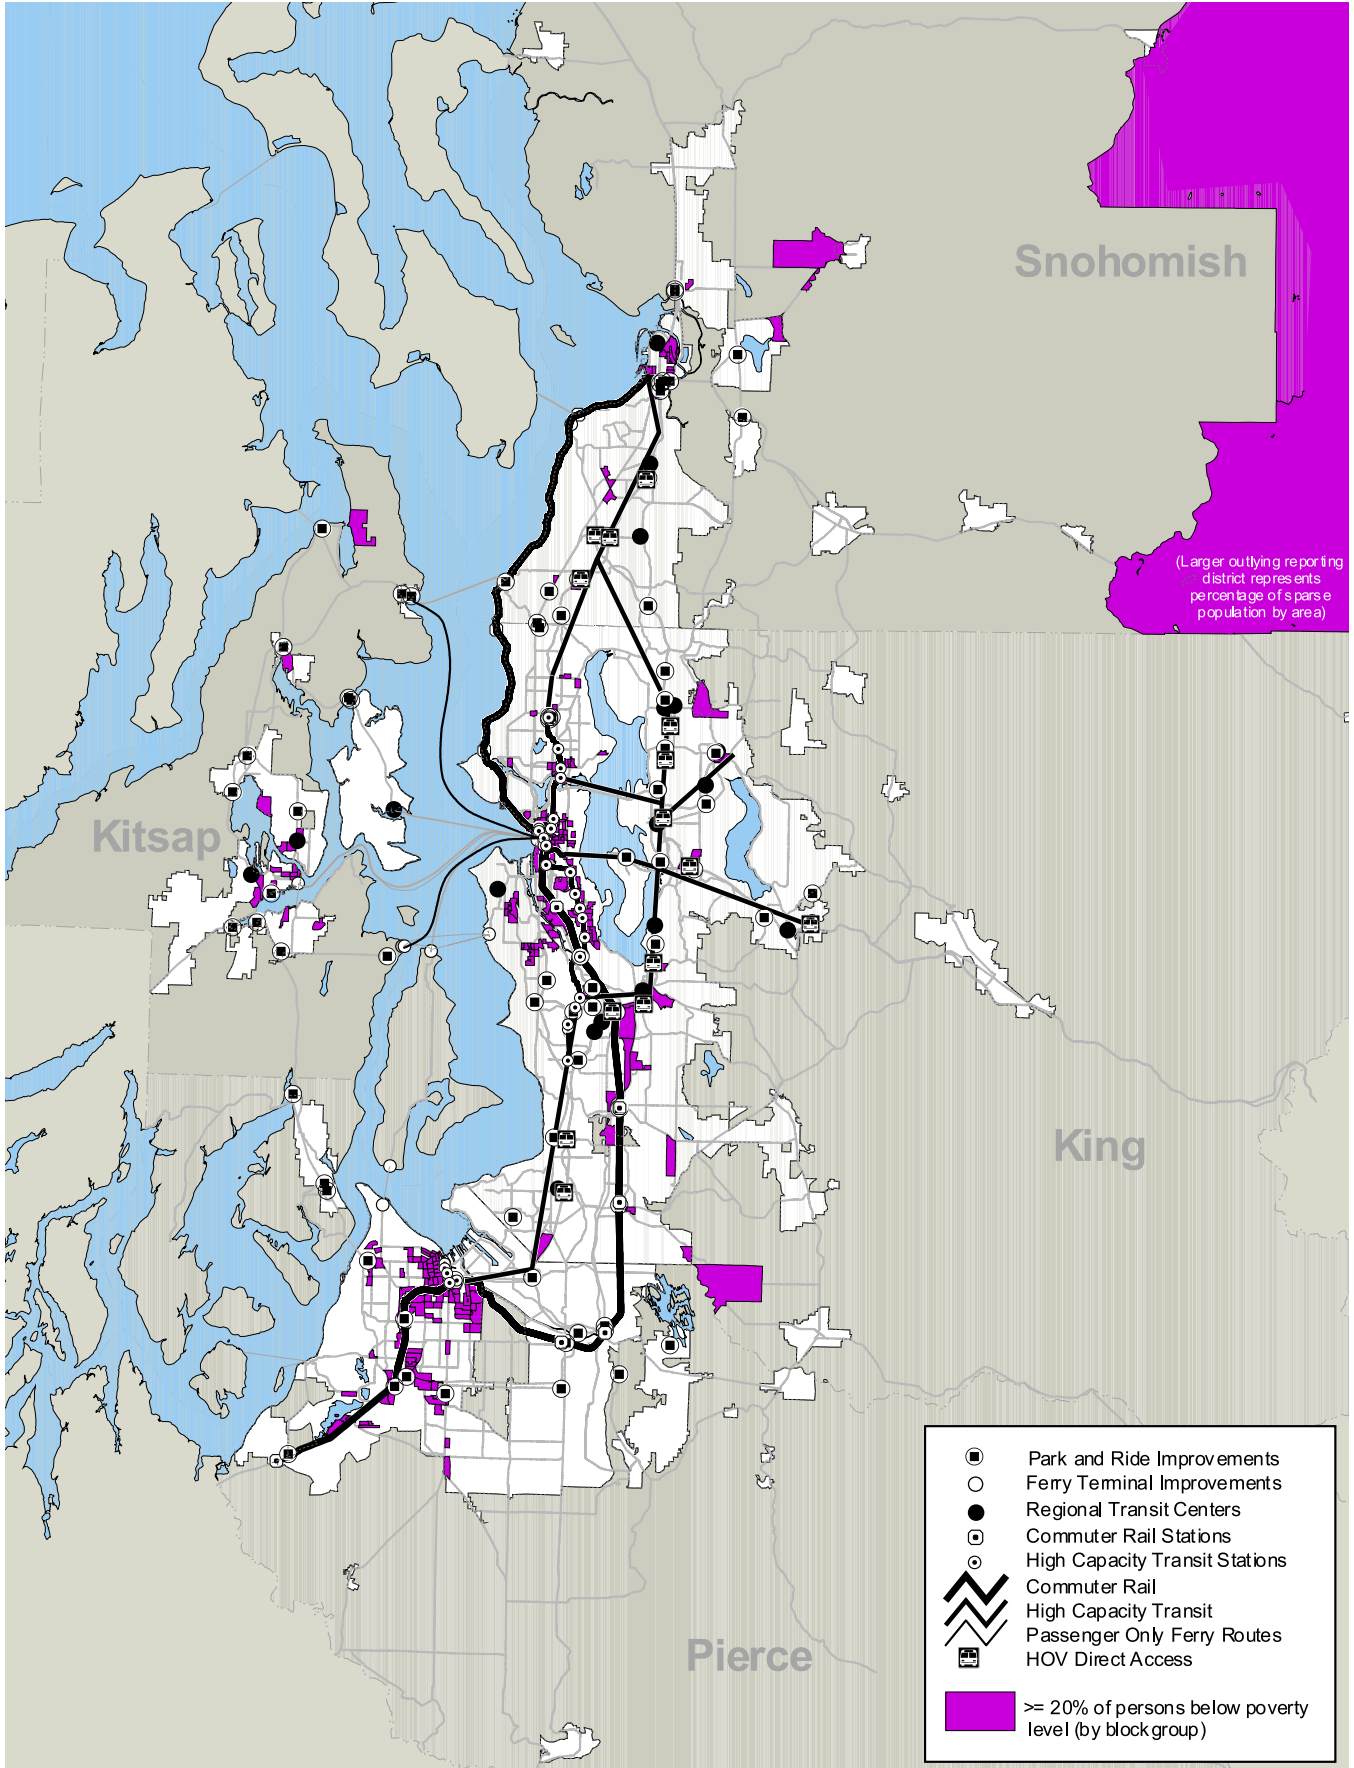 Snohomish
(Larger outlying reporting
district represents
percentage of sparse
population by area)
Kitsap
King
Pierce
Park and Ride Improvements
Ferry Terminal Improvements
Regional Transit Centers
Commuter Rail Stations
High Capacity Transit Stations
Commuter Rail
High Capacity Transit
Passenger Only Ferry Routes
HOV Direct Access
>= 20% of persons below poverty
level (by blockgroup)